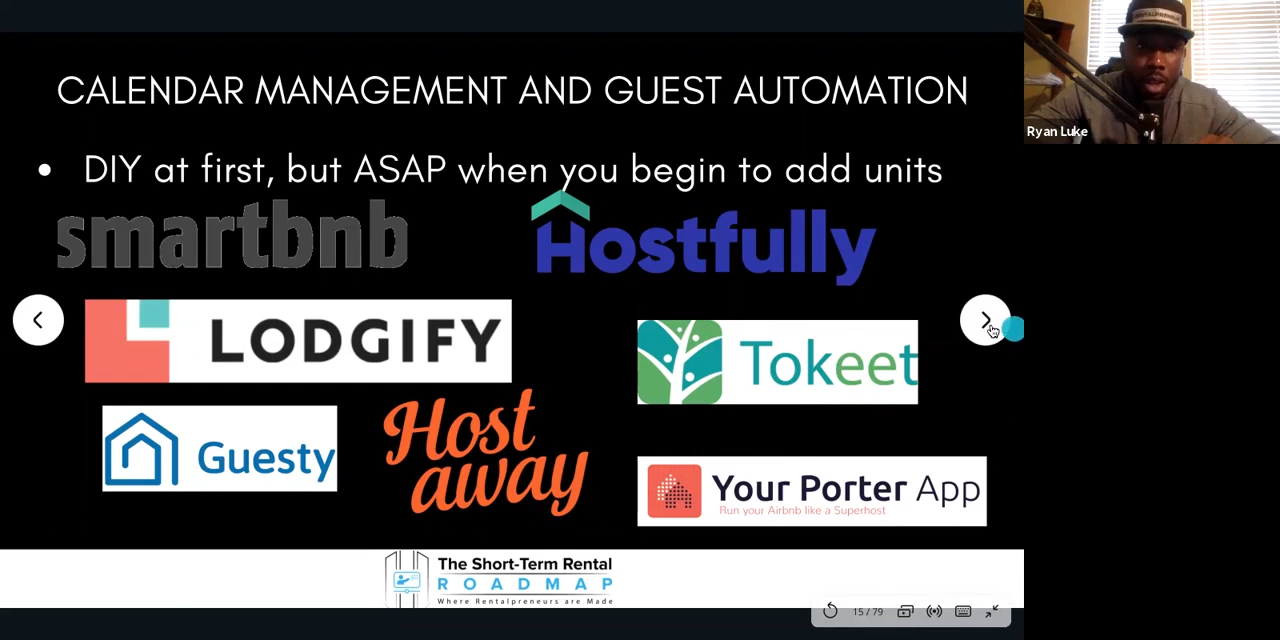 CALENDAR MANAGEMENT AND GUEST AUTOMATION
Ryan Luke
• DIY at first, but ASAP when you begin to add units
smartbnb
Hostfully
LODGIFY
Tokeet
Guesty
Host
away
Your Porter App
Run your Airbnb like a Superhost
The Short-Term Rental
ROADMAP
Where Rentalpreneurs are Made
15 / 79